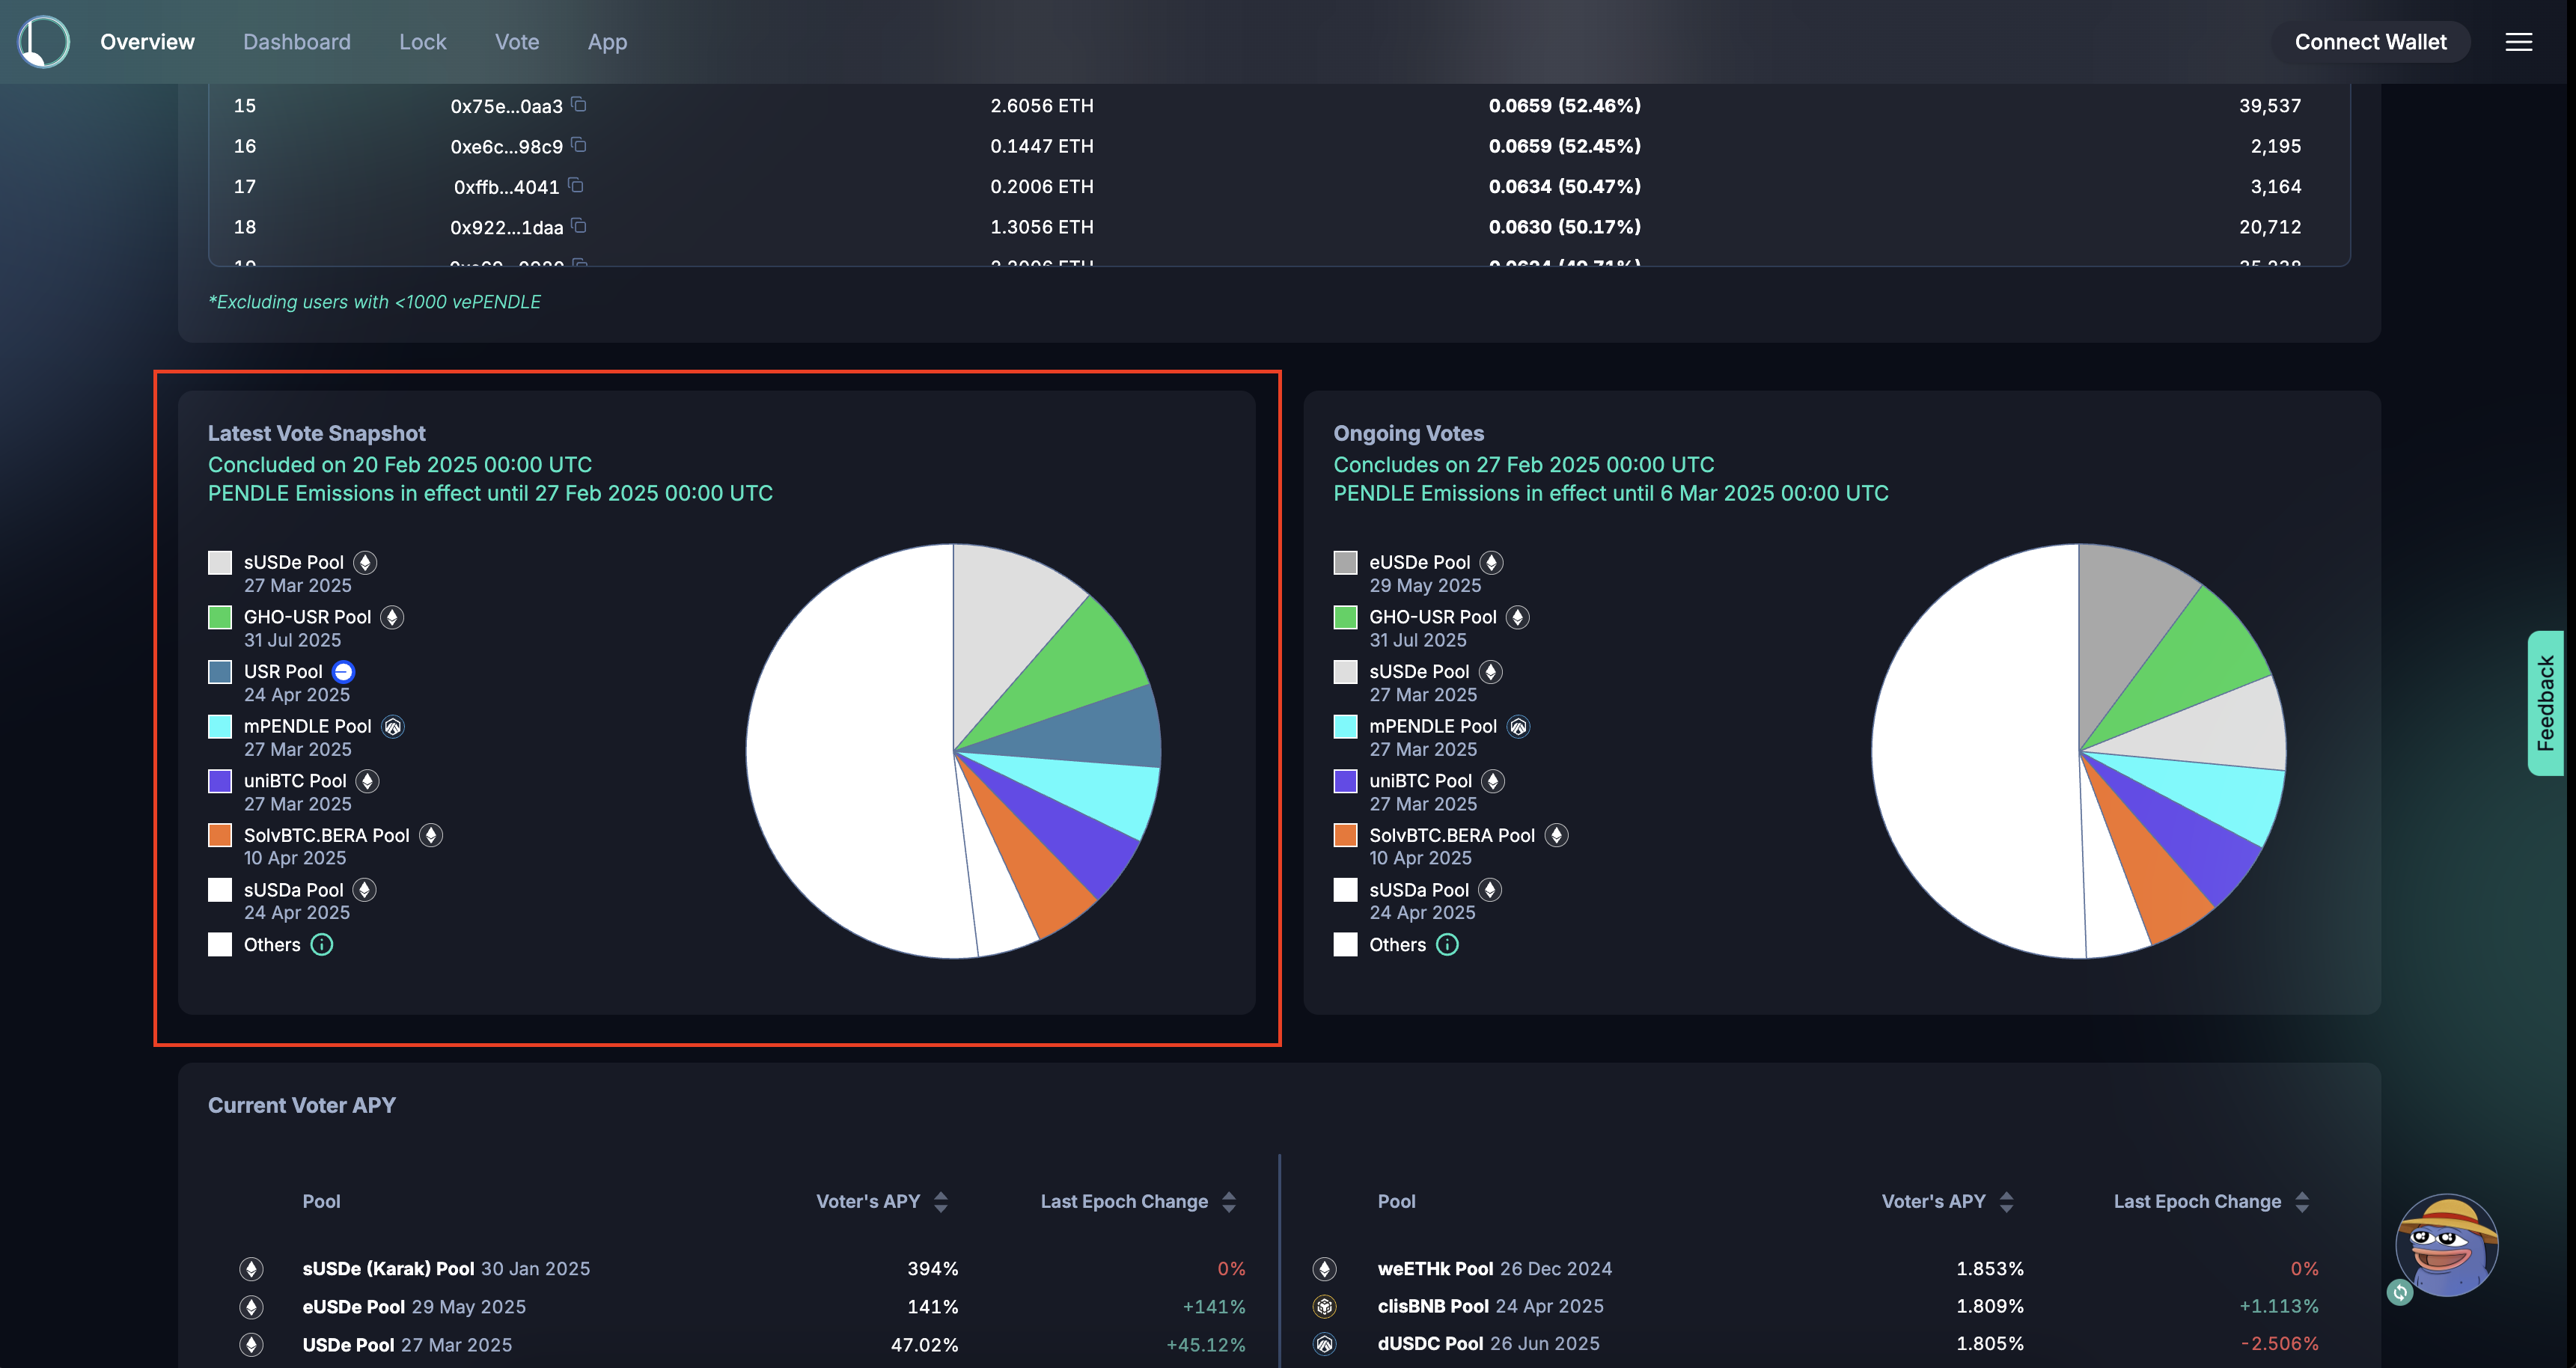 Overview Dashboard Lock Vote App Connect Wallet
15 0x75e...0aa3 2.6056 ETH 0.0659 (52.46%) 39,537
16 0xe6c...98c9 0.1447 ETH 0.0659 (52.45%) 2,195
17 0xffb...4041 0.2006 ETH 0.0634 (50.47%) 3,164
18 0x922...1daa 1.3056 ETH 0.0630 (50.17%) 20,712
*Excluding users with <1000 vePENDLE
Latest Vote Snapshot
Concluded on 20 Feb 2025 00:00 UTC
PENDLE Emissions in effect until 27 Feb 2025 00:00 UTC
sUSDe Pool
27 Mar 2025
GHO-USR Pool
31 Jul 2025
USR Pool
24 Apr 2025
mPENDLE Pool
27 Mar 2025
uniBTC Pool
27 Mar 2025
SolvBTC.BERA Pool
10 Apr 2025
sUSDa Pool
24 Apr 2025
Others
Ongoing Votes
Concludes on 27 Feb 2025 00:00 UTC
PENDLE Emissions in effect until 6 Mar 2025 00:00 UTC
eUSDe Pool
29 May 2025
GHO-USR Pool
31 Jul 2025
sUSDe Pool
27 Mar 2025
mPENDLE Pool
27 Mar 2025
uniBTC Pool
27 Mar 2025
SolvBTC.BERA Pool
10 Apr 2025
sUSDa Pool
24 Apr 2025
Others
Feedback
Current Voter APY
Pool Voter's APY Last Epoch Change
sUSDe (Karak) Pool 30 Jan 2025 394% 0%
eUSDe Pool 29 May 2025 141% +141%
USDe Pool 27 Mar 2025 47.02% +45.12%
Pool Voter's APY Last Epoch Change
weETHk Pool 26 Dec 2024 1.853% 0%
clisBNB Pool 24 Apr 2025 1.809% +1.113%
dUSDC Pool 26 Jun 2025 1.805% -2.506%